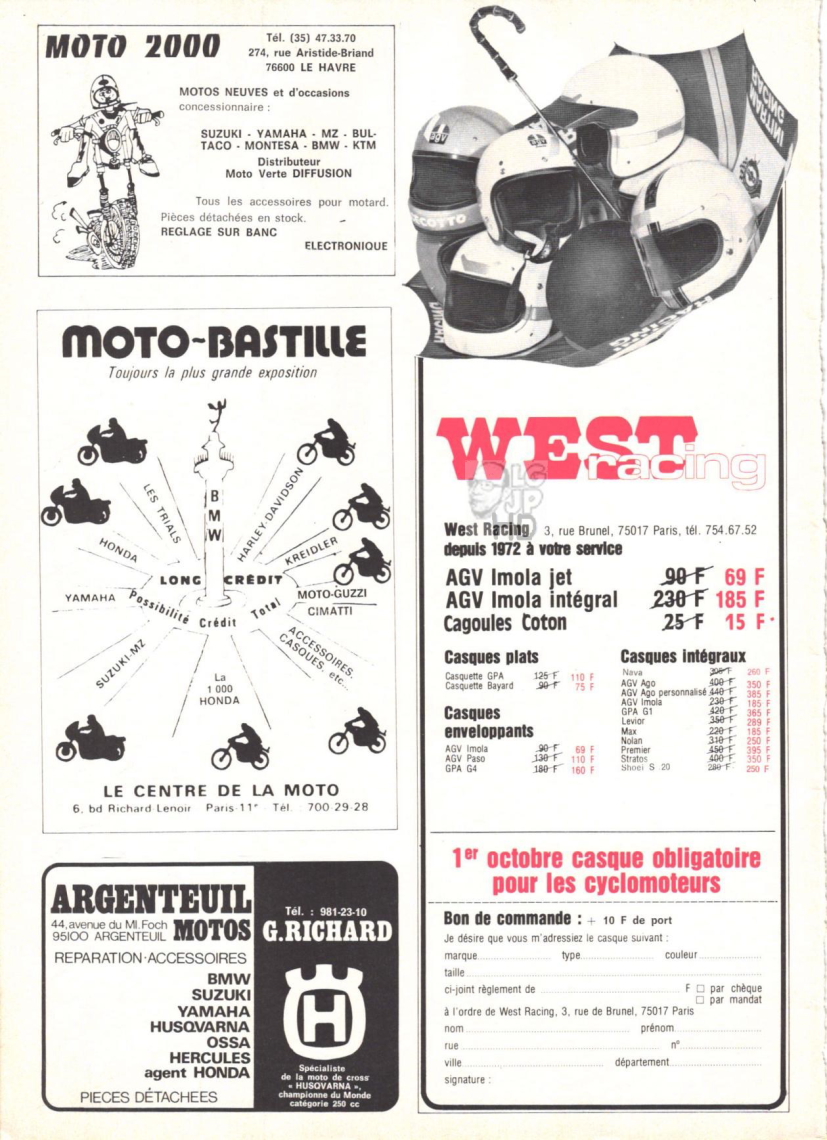 MOTO 2000
Tél. (35) 47.33.70
274, rue Aristide-Briand
76600 LE HAVRE
MOTOS NEUVES et d'occasions
concessionnaire :
SUZUKI - YAMAHA - MZ - BUL-
TACO - MONTESA - BMW - KTM
Distributeur
Moto Verte DIFFUSION
Tous les accessoires pour motard.
Pièces détachées en stock.
REGLAGE SUR BANC
ELECTRONIQUE
MOTO-BASTILLE
Toujours la plus grande exposition
LES TRIALS
BMW
HARLEY-DAVIDSON
HONDA
KREIDLER
LONG CRÉDIT
YAMAHA
Possibilité Crédit Total
MOTO-GUZZI
CIMATTI
SUZUKI-MZ
La
1 000
HONDA
ACCESSOIRES,
CASQUES, etc...
LE CENTRE DE LA MOTO
6, bd Richard Lenoir Paris-11e Tél. 700-29-28
ARGENTEUIL
44, avenue du Ml. Foch
95100 ARGENTEUIL MOTOS
REPARATION-ACCESSOIRES
BMW
SUZUKI
YAMAHA
HUSQVARNA
OSSA
HERCULES
agent HONDA
PIECES DÉTACHEES
Tél. : 981-23-10
G.RICHARD
H
Spécialiste
de la moto de cross
« HUSQVARNA »,
championne du Monde
catégorie 250 cc
RACING
MARTINI
AGV
CECOTTO
RACING
WEST
racing
LG
JP
HD
West Racing 3, rue Brunel, 75017 Paris, tél. 754.67.52
depuis 1972 à votre service
AGV Imola jet 90 F 69 F
AGV Imola intégral 230 F 185 F
Cagoules Coton 25 F 15 F
Casques plats
Casquette GPA 125 F 110 F
Casquette Bayard 90 F 75 F
Casques
enveloppants
AGV Imola 90 F 69 F
AGV Paso 130 F 110 F
GPA G4 180 F 160 F
Casques intégraux
Nava 260 F
AGV Ago 400 F 350 F
AGV Ago personnalisé 440 F 385 F
AGV Imola 230 F 185 F
GPA G1 420 F 365 F
Levior 350 F 289 F
Max 220 F 185 F
Nolan 310 F 250 F
Premier 450 F 395 F
Stratos 400 F 350 F
Shoei S 20 280 F 250 F
1er octobre casque obligatoire
pour les cyclomoteurs
Bon de commande : + 10 F de port
Je désire que vous m'adressiez le casque suivant :
marque type couleur
taille
ci-joint règlement de F □ par chèque
□ par mandat
à l'ordre de West Racing, 3, rue de Brunel, 75017 Paris
nom prénom
rue n°
ville département
signature :